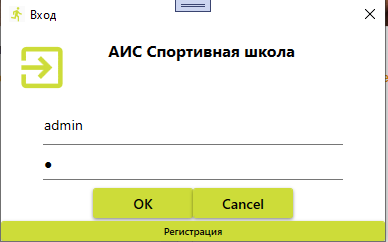 Вход
АИС Спортивная школа
admin
●
OK
Cancel
Регистрация